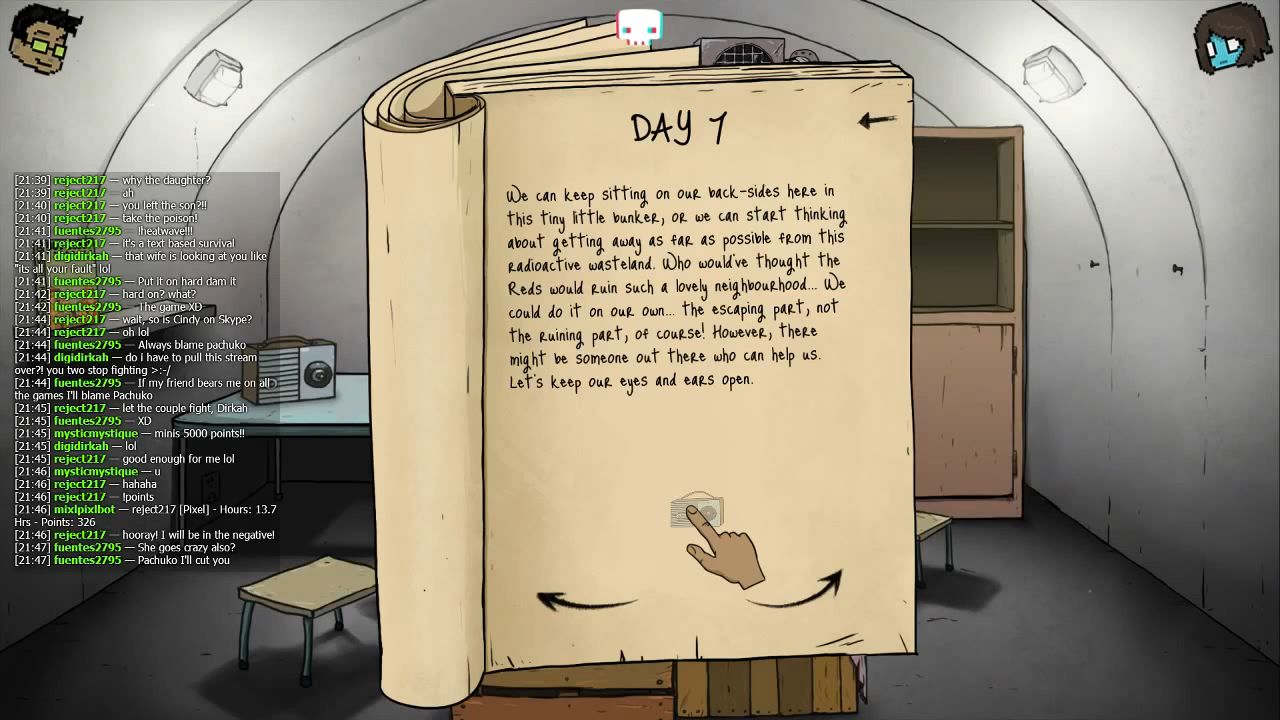 DAY 7
We can keep sitting on our back-sides here in
this tiny little bunker, or we can start thinking
about getting away as far as possible from this
radioactive wasteland. Who would've thought the
Reds would ruin such a lovely neighbourhood... We
could do it on our own... The escaping part, not
the ruining part, of course! However, there
might be someone out there who can help us.
Let's keep our eyes and ears open.
[21:39] reject217 — why the daughter?
[21:39] reject217 — ah
[21:40] reject217 — you left the son?!!
[21:40] reject217 — take the poison!
[21:41] fuentes2795 — !heatwave!!!
[21:41] reject217 — it's a text based survival
[21:41] digidirkah — that wife is looking at you like
"its all your fault" lol
[21:41] fuentes2795 — Put it on hard dam it
[21:42] reject217 — hard on? what?
[21:42] fuentes2795 — The game XD
[21:44] reject217 — wait, so is Cindy on Skype?
[21:44] reject217 — oh lol
[21:44] fuentes2795 — Always blame pachuko
[21:44] digidirkah — do i have to pull this stream
over?! you two stop fighting >:-/
[21:44] fuentes2795 — If my friend bears me on all
the games I'll blame Pachuko
[21:45] reject217 — let the couple fight, Dirkah
[21:45] fuentes2795 — XD
[21:45] mysticmystique — minis 5000 points!!
[21:45] digidirkah — lol
[21:45] reject217 — good enough for me lol
[21:46] mysticmystique — u
[21:46] reject217 — hahaha
[21:46] reject217 — !points
[21:46] mixlpixlbot — reject217 [Pixel] - Hours: 13.7
Hrs - Points: 326
[21:46] reject217 — hooray! I will be in the negative!
[21:47] fuentes2795 — She goes crazy also?
[21:47] fuentes2795 — Pachuko I'll cut you